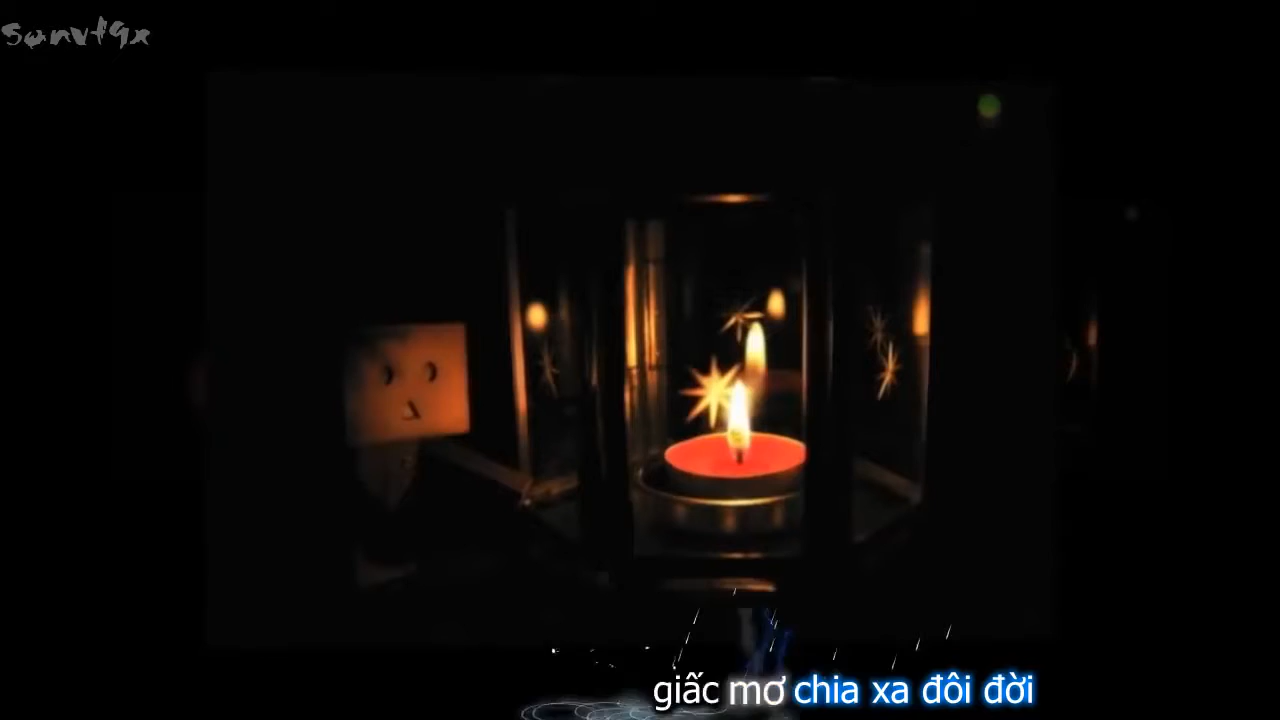 sonvt9x
giấc mơ chia xa đôi đời